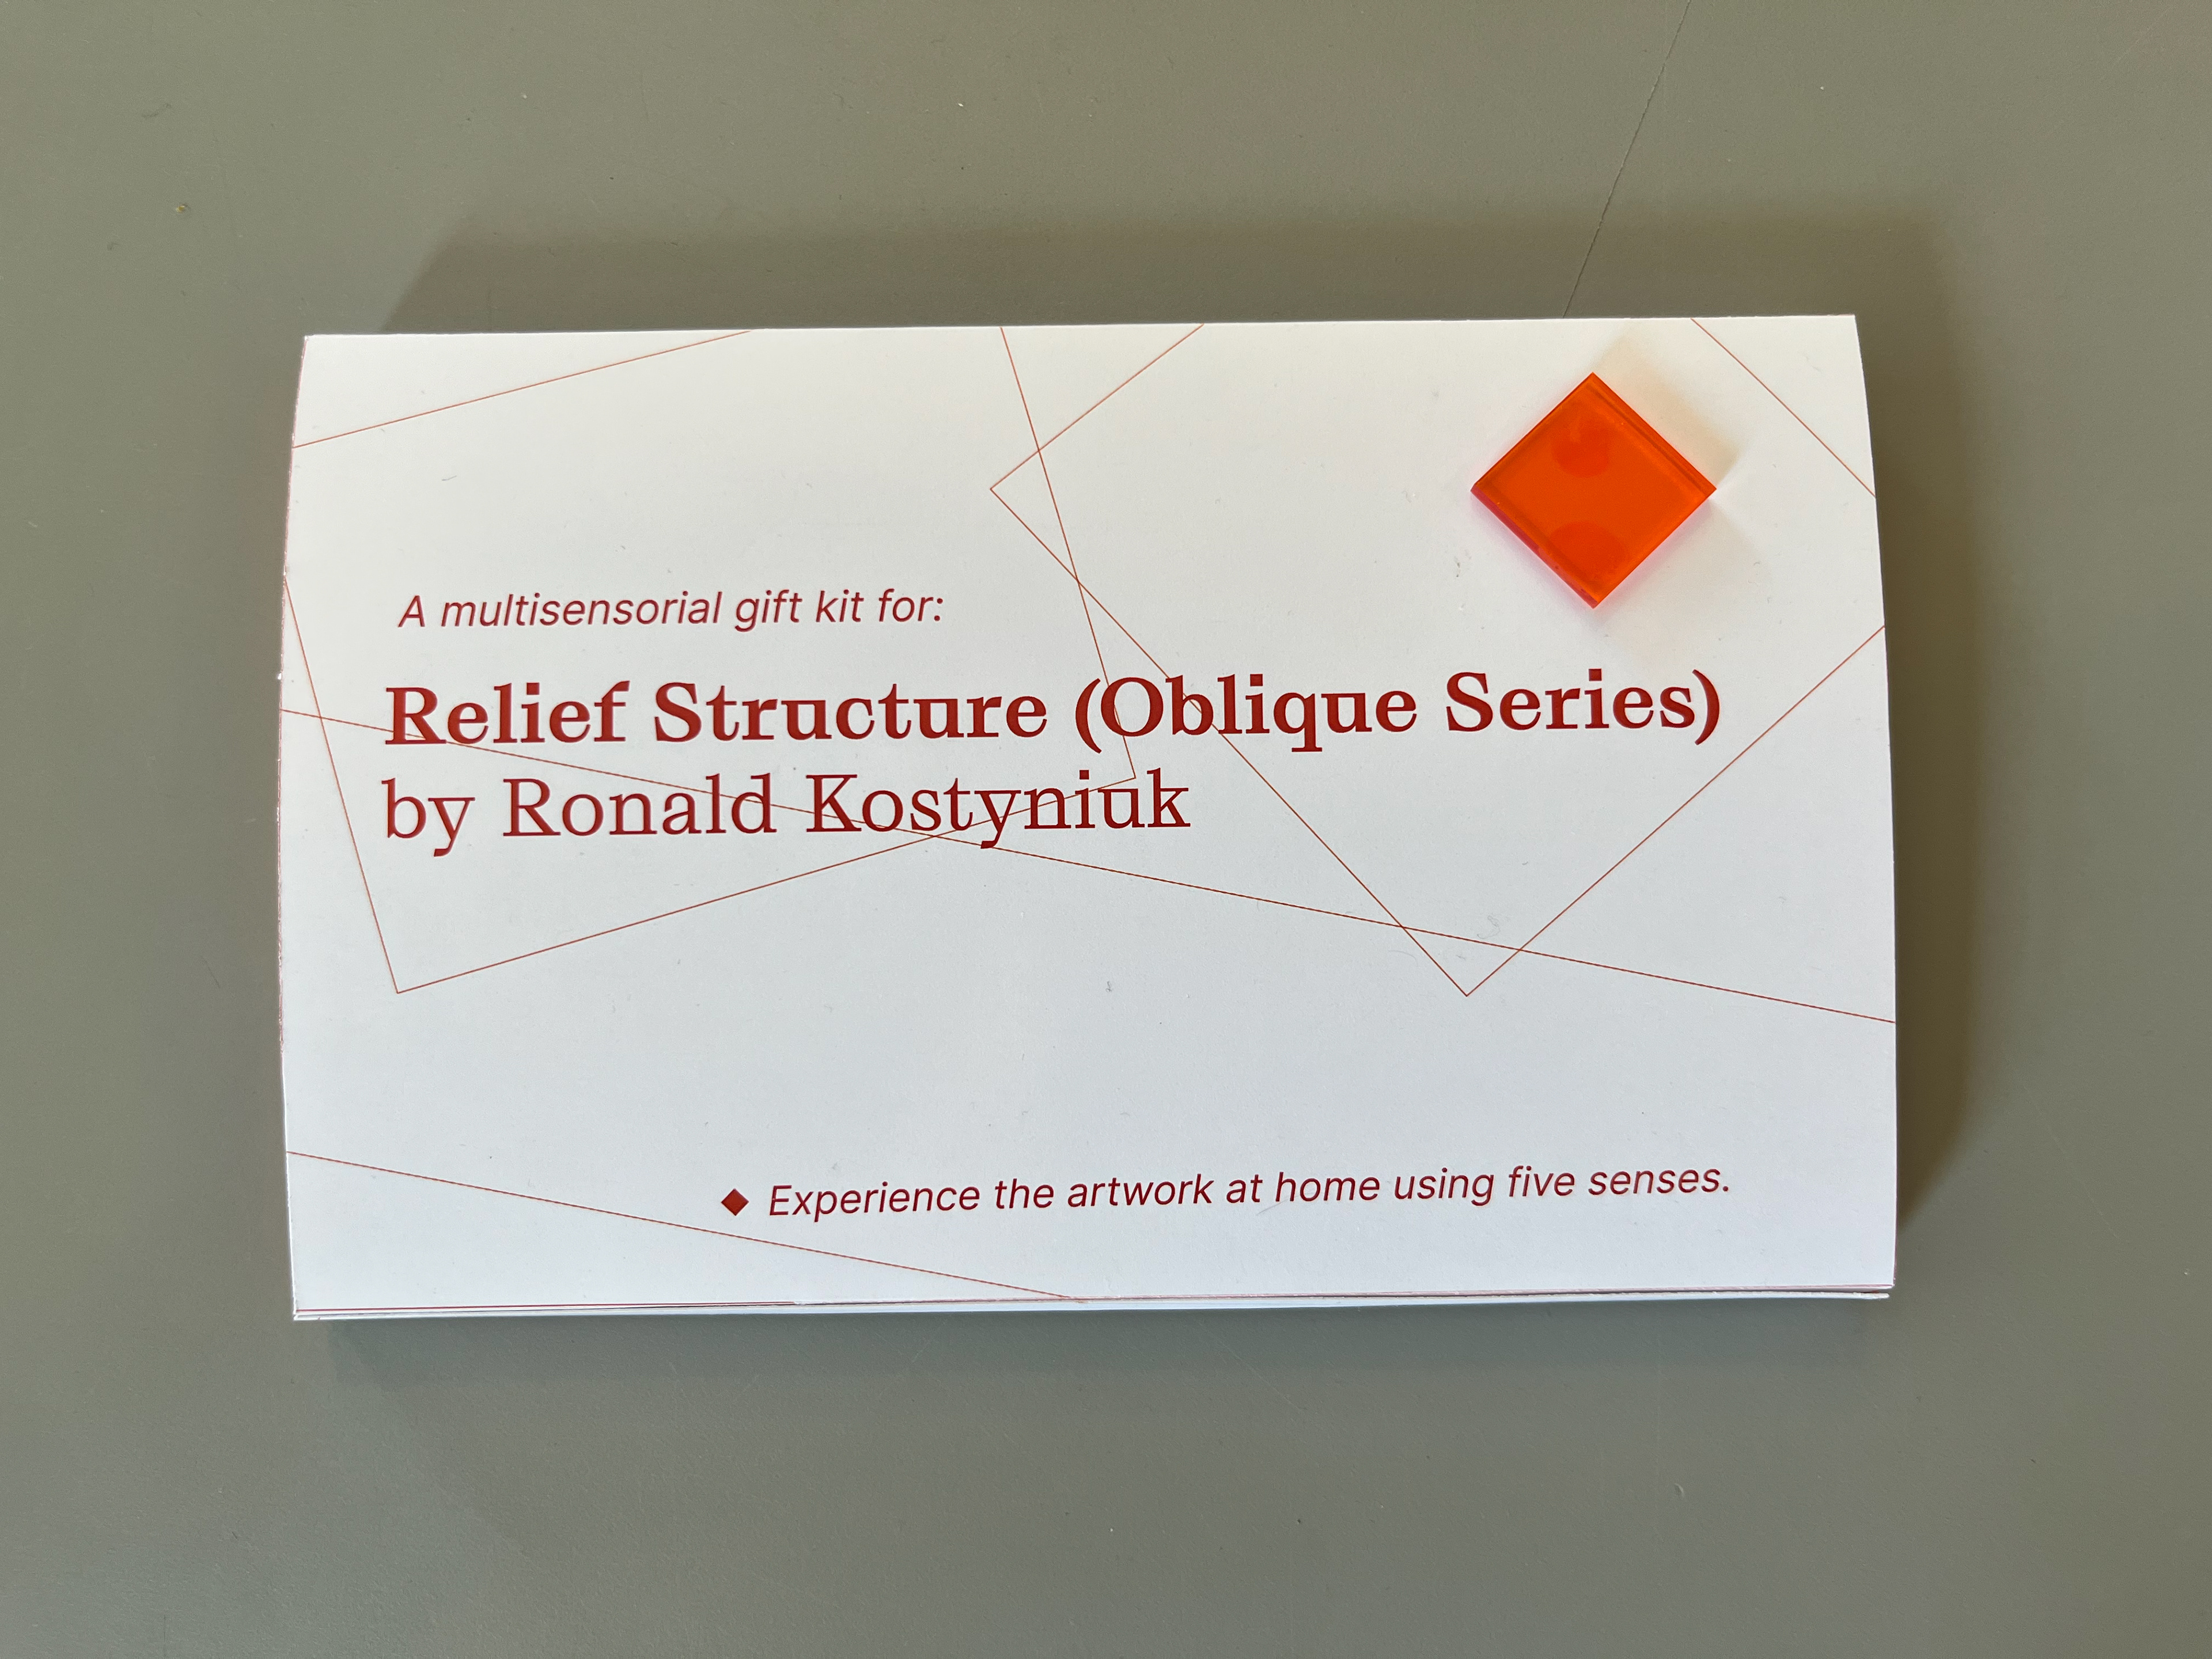 A multisensorial gift kit for:
Relief Structure (Oblique Series)
by Ronald Kostyniuk
◆ Experience the artwork at home using five senses.